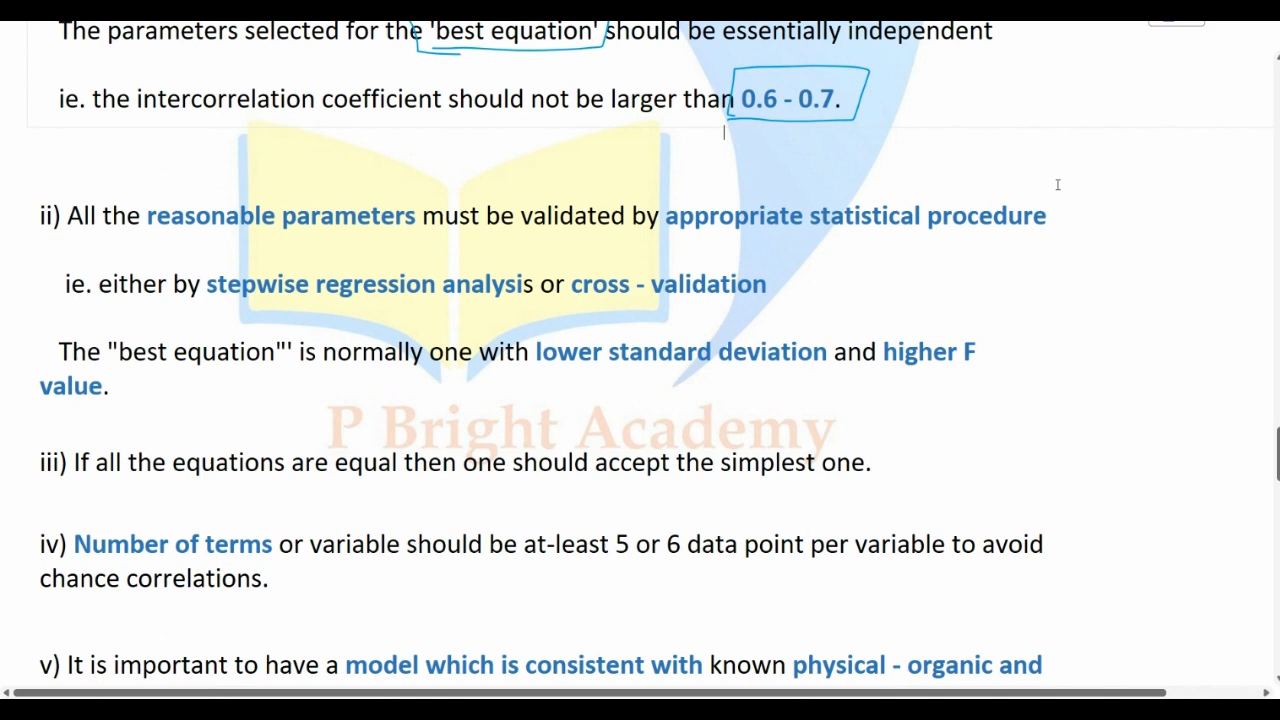 The parameters selected for the 'best equation' should be essentially independent
ie. the intercorrelation coefficient should not be larger than 0.6 - 0.7.
ii) All the reasonable parameters must be validated by appropriate statistical procedure
ie. either by stepwise regression analysis or cross - validation
The "best equation"' is normally one with lower standard deviation and higher F
value.
P Bright Academy
iii) If all the equations are equal then one should accept the simplest one.
iv) Number of terms or variable should be at-least 5 or 6 data point per variable to avoid
chance correlations.
v) It is important to have a model which is consistent with known physical - organic and